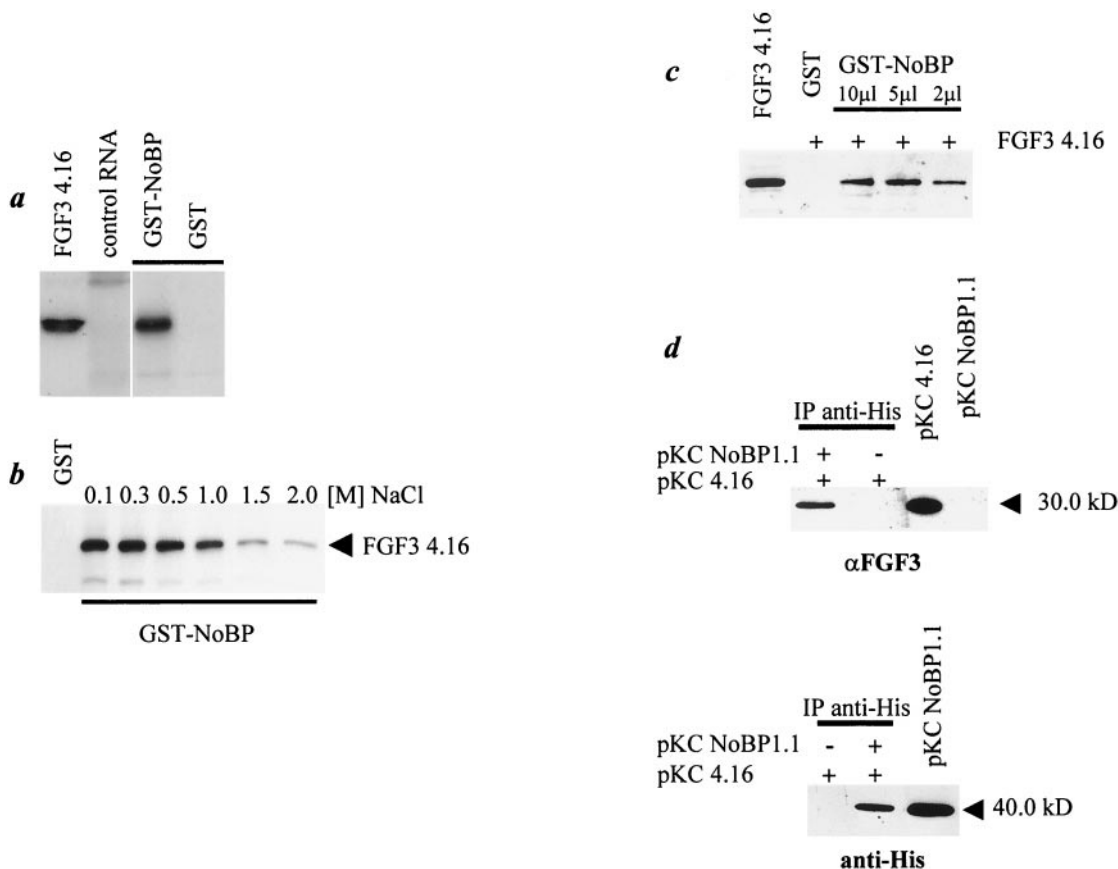 a
FGF3 4.16
control RNA
GST-NoBP
GST
b
GST
0.1 0.3 0.5 1.0 1.5 2.0 [M] NaCl
FGF3 4.16
GST-NoBP
c
FGF3 4.16
GST
GST-NoBP
10µl 5µl 2µl
+ + + + FGF3 4.16
d
IP anti-His
pKC 4.16
pKC NoBP1.1
pKC NoBP1.1 + -
pKC 4.16 + +
30.0 kD
αFGF3
IP anti-His
pKC NoBP1.1
pKC NoBP1.1 - +
pKC 4.16 + +
40.0 kD
anti-His